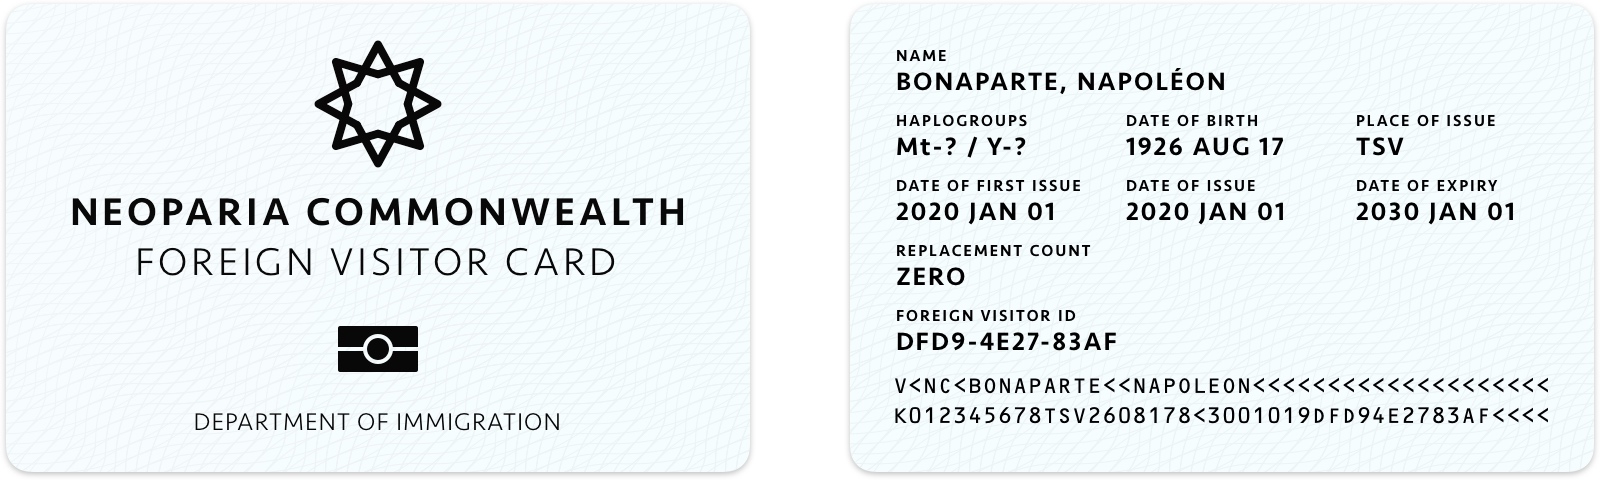 NEOPARIA COMMONWEALTH
FOREIGN VISITOR CARD
DEPARTMENT OF IMMIGRATION
NAME
BONAPARTE, NAPOLÉON
HAPLOGROUPS DATE OF BIRTH PLACE OF ISSUE
Mt-? / Y-? 1926 AUG 17 TSV
DATE OF FIRST ISSUE DATE OF ISSUE DATE OF EXPIRY
2020 JAN 01 2020 JAN 01 2030 JAN 01
REPLACEMENT COUNT
ZERO
FOREIGN VISITOR ID
DFD9-4E27-83AF
V<NC<BONAPARTE<<NAPOLEON<<<<<<<<<<<<<<<<<<<<
K012345678TSV2608178<3001019DFD94E2783AF<<<<